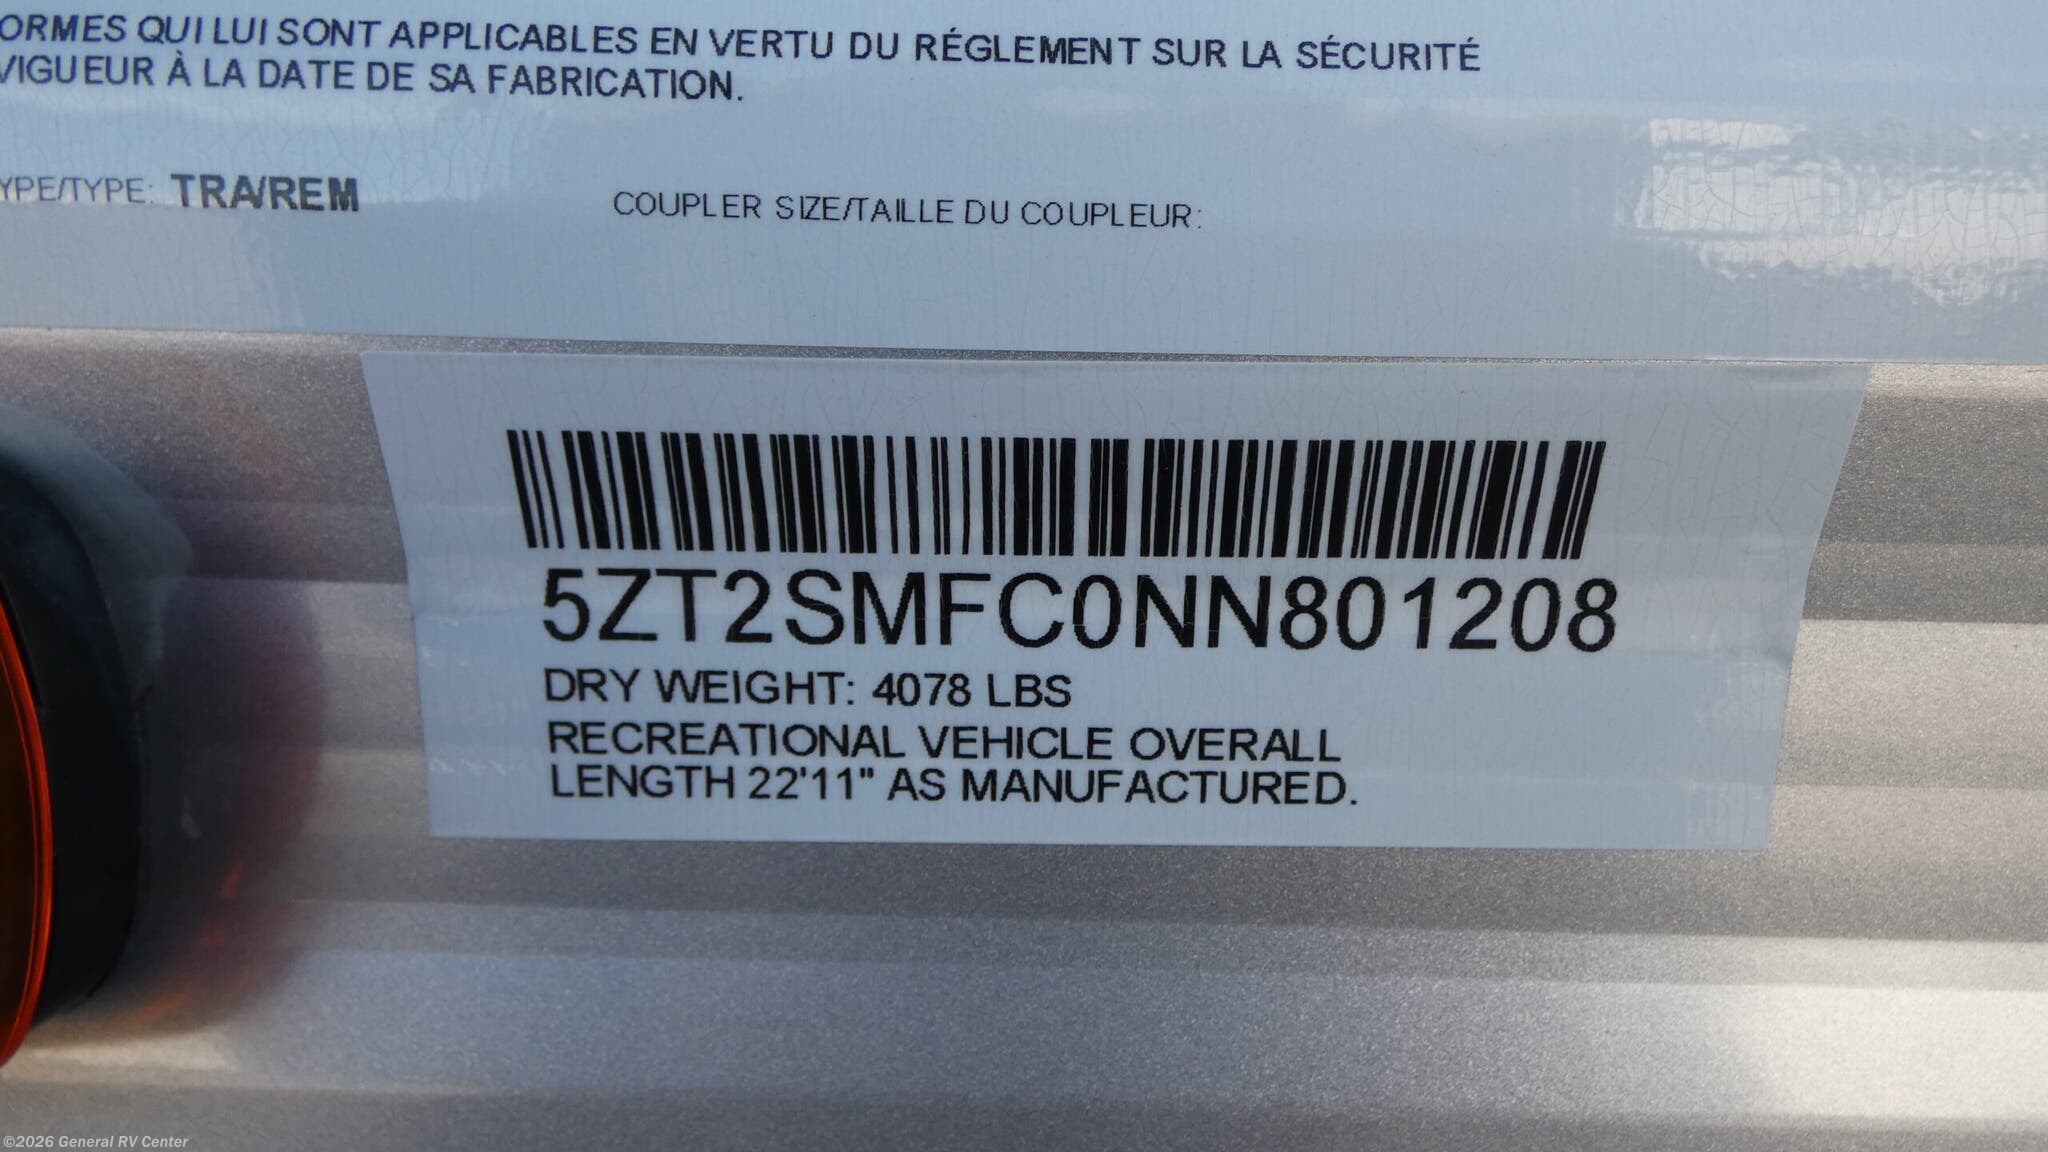 ORMES QUI LUI SONT APPLICABLES EN VERTU DU RÉGLEMENT SUR LA SÉCURITÉ
VIGUEUR À LA DATE DE SA FABRICATION.
YPE/TYPE: TRA/REM
COUPLER SIZE/TAILLE DU COUPLEUR:
5ZT2SMFC0NN801208
DRY WEIGHT: 4078 LBS
RECREATIONAL VEHICLE OVERALL
LENGTH 22'11" AS MANUFACTURED.
©2026 General RV Center